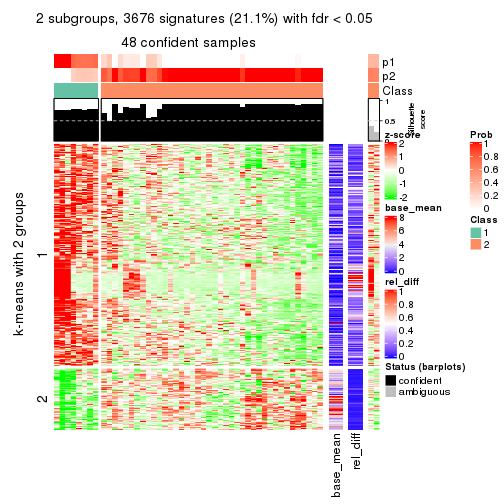 2 subgroups, 3676 signatures (21.1%) with fdr < 0.05
48 confident samples
p1
p2
Class
1
0.5
0
Silhouette
score
k-means with 2 groups
1
2
base_mean
rel_diff
z-score
2
1
0
-1
-2
base_mean
8
6
4
2
0
rel_diff
1
0.8
0.6
0.4
0.2
0
Status (barplots)
confident
ambiguous
Prob
1
0.8
0.6
0.4
0.2
0
Class
1
2